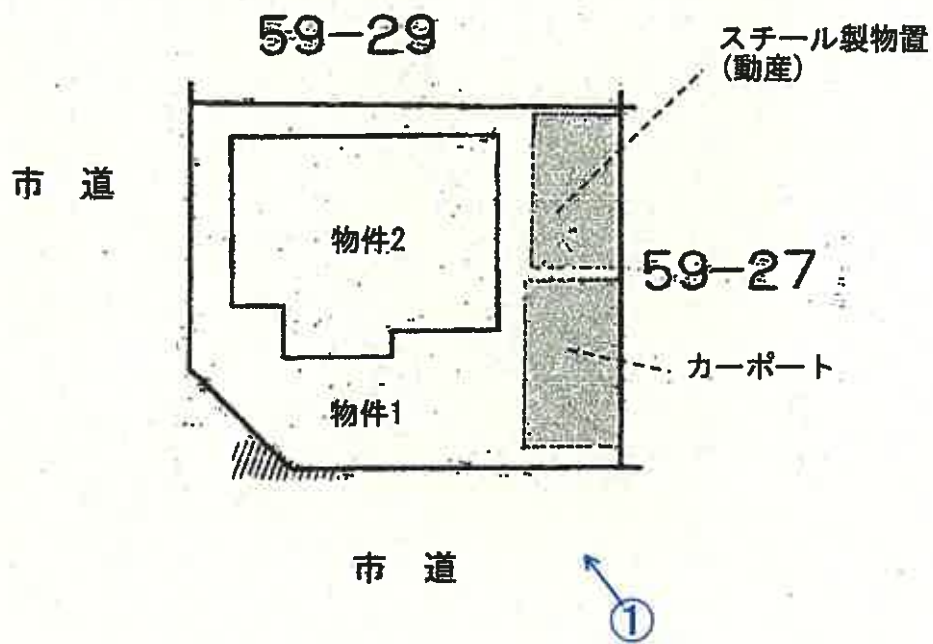 59-29
スチール製物置
(動産)
市 道
物件2
59-27
カーポート
物件1
市 道
①